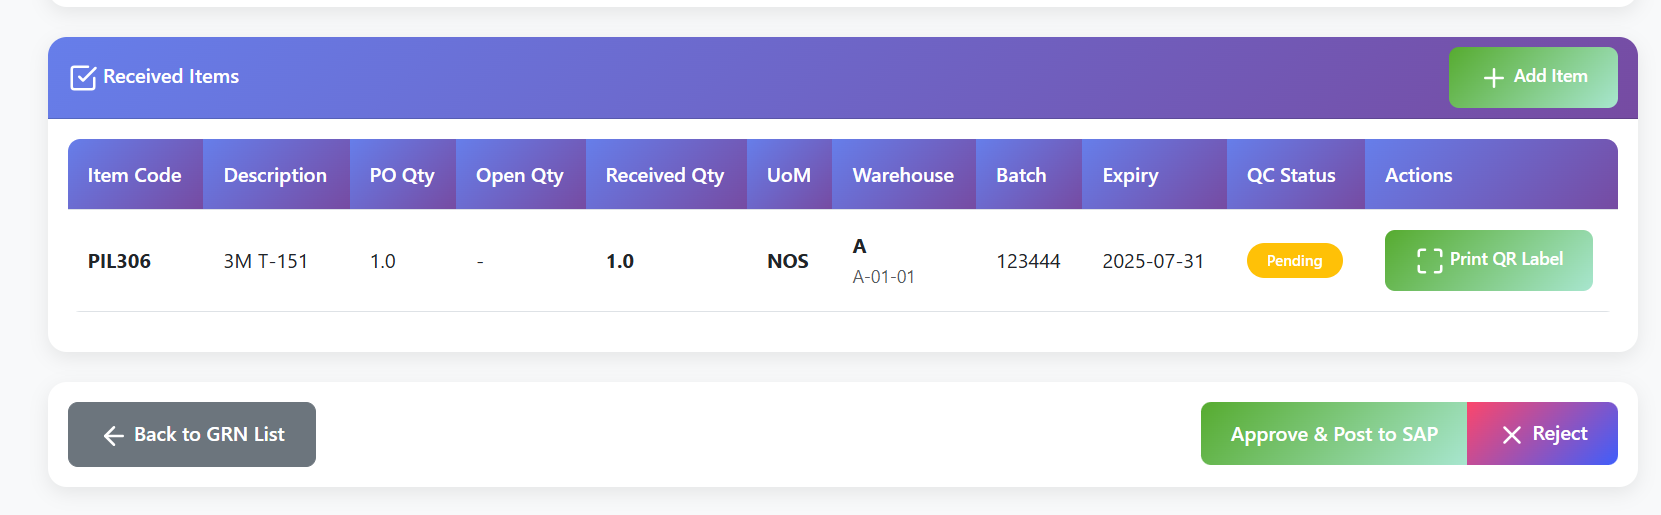 Received Items
Add Item
Item Code Description PO Qty Open Qty Received Qty UoM Warehouse Batch Expiry QC Status Actions
PIL306 3M T-151 1.0 - 1.0 NOS A 123444 2025-07-31 Pending Print QR Label
A-01-01
Back to GRN List
Approve & Post to SAP
Reject